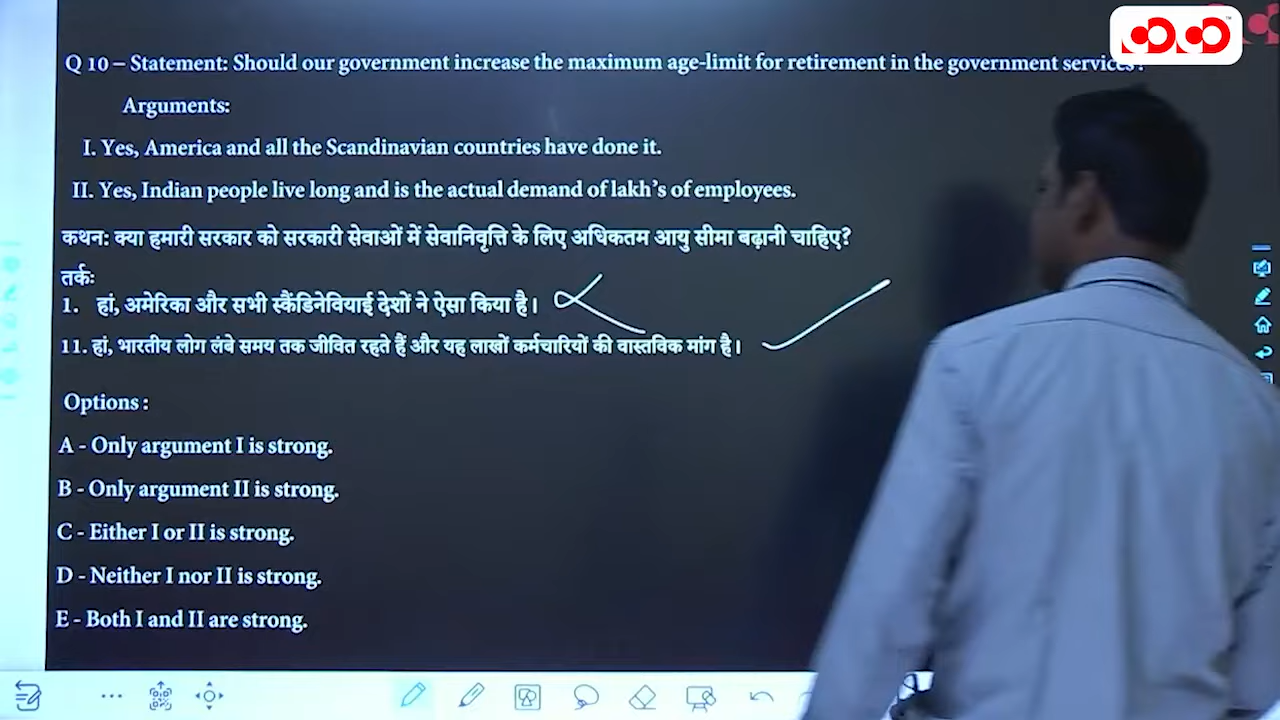 Q 10 – Statement: Should our government increase the maximum age-limit for retirement in the government services?
Arguments:
I. Yes, America and all the Scandinavian countries have done it.
II. Yes, Indian people live long and is the actual demand of lakh's of employees.
कथन: क्या हमारी सरकार को सरकारी सेवाओं में सेवानिवृत्ति के लिए अधिकतम आयु सीमा बढ़ानी चाहिए?
तर्कः
1. हां, अमेरिका और सभी स्कैंडिनेवियाई देशों ने ऐसा किया है।
11. हां, भारतीय लोग लंबे समय तक जीवित रहते हैं और यह लाखों कर्मचारियों की वास्तविक मांग है।
Options :
A - Only argument I is strong.
B - Only argument II is strong.
C - Either I or II is strong.
D - Neither I nor II is strong.
E - Both I and II are strong.